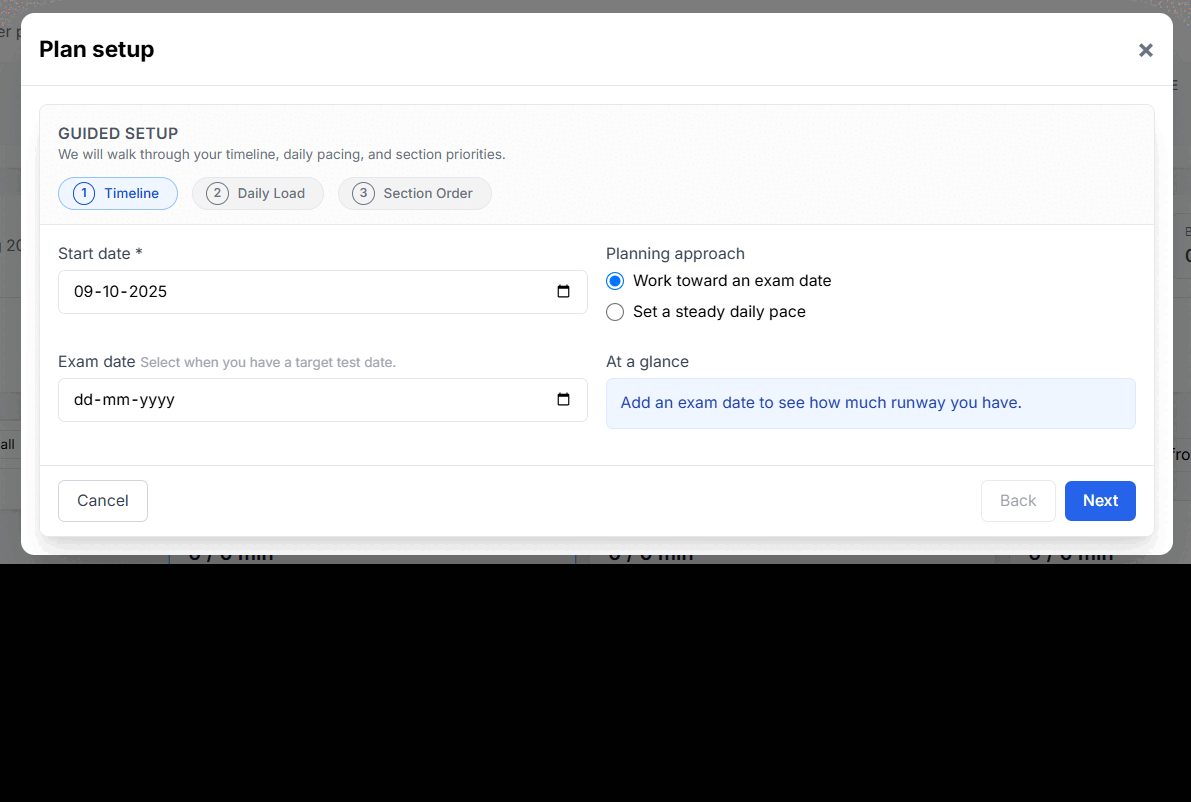 Plan setup
GUIDED SETUP
We will walk through your timeline, daily pacing, and section priorities.
1 Timeline
2 Daily Load
3 Section Order
Start date *
09-10-2025
Planning approach
Work toward an exam date
Set a steady daily pace
Exam date Select when you have a target test date.
dd-mm-yyyy
At a glance
Add an exam date to see how much runway you have.
all
Cancel
Back
Next